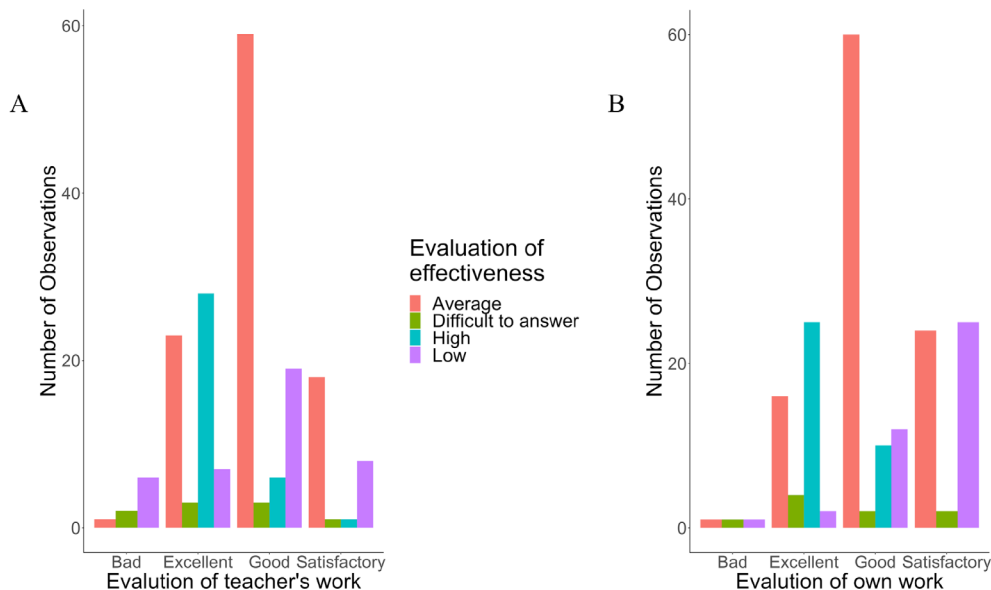 A
60
40
20
0
Number of Observations
Bad Excellent Good Satisfactory
Evalution of teacher's work
Evaluation of
effectiveness
Average
Difficult to answer
High
Low
B
60
40
20
0
Number of Observations
Bad Excellent Good Satisfactory
Evalution of own work